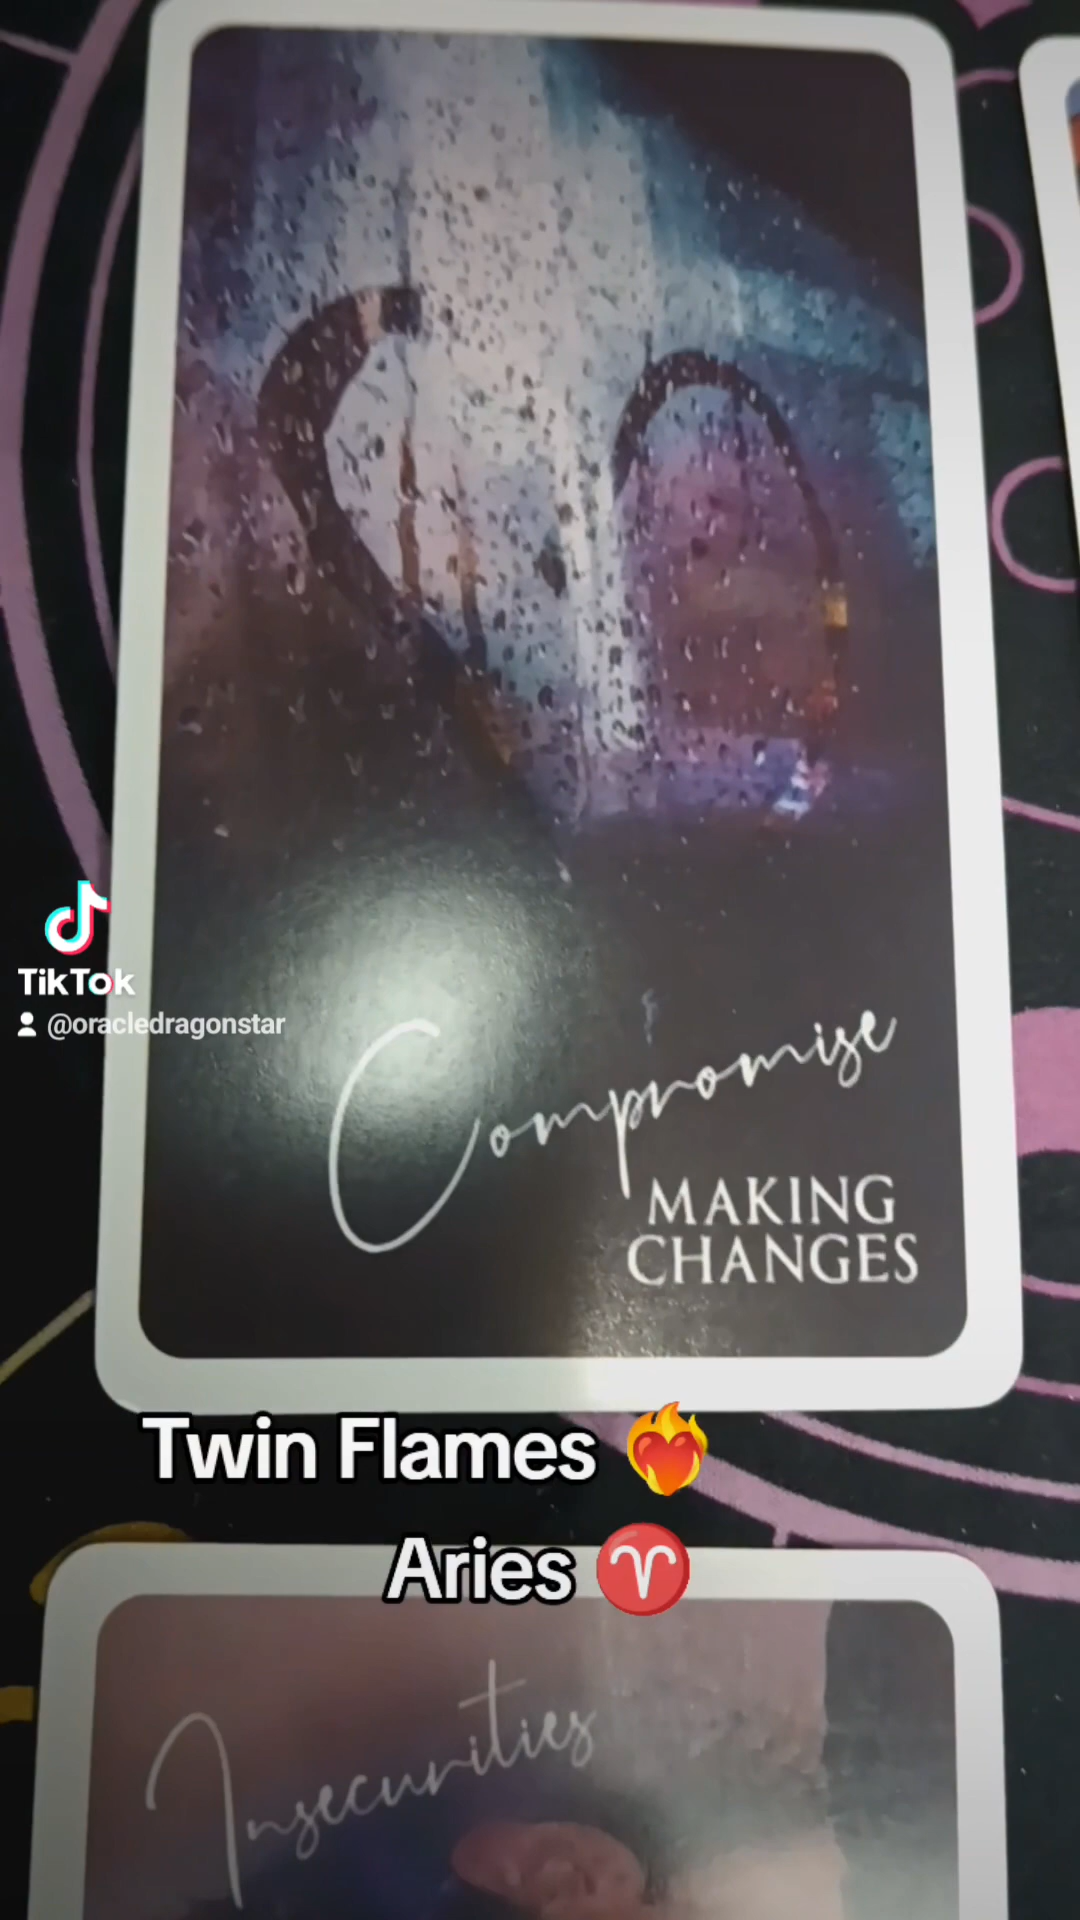 TikTok
@oracledragonstar
Compromise
MAKING
CHANGES
Twin Flames ❤️‍🔥
Aries ♈
Insecurities